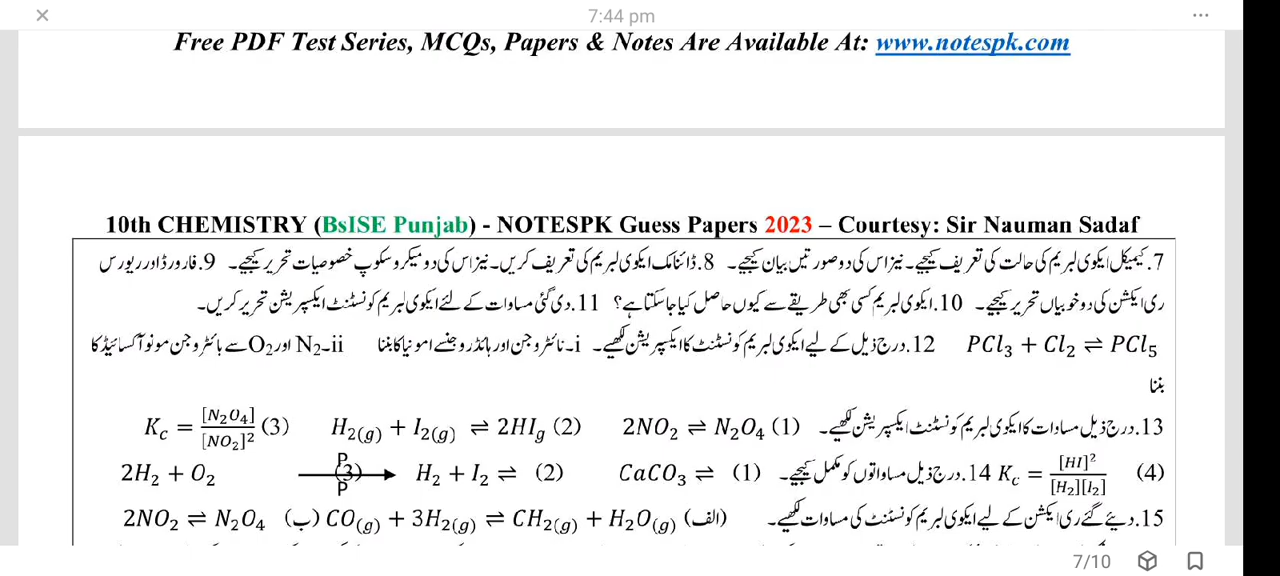 7:44 pm
Free PDF Test Series, MCQs, Papers & Notes Are Available At: www.notespk.com
10th CHEMISTRY (BsISE Punjab) - NOTESPK Guess Papers 2023 – Courtesy: Sir Nauman Sadaf
7.کیمیکل ایکوی لبریم کی حالت کی تعریف کیجیے۔ نیز اس کی دو صورتیں بیان کیجیے۔ 8.ڈائنامک ایکوی لبریم کی تعریف کریں۔ نیز اس کی دو میکروسکوپ خصوصیات تحریر کیجیے۔ 9.فارورڈ اور ریورس
ری ایکشن کی دو خوبیاں تحریر کیجیے۔ 10.ایکوی لبریم کسی بھی طریقے سے کیوں حاصل کیا جا سکتا ہے؟ 11.دی گئی مساوات کے لئے ایکوی لبریم کونسٹنٹ ایکسپریشن تحریر کریں۔
PCl₃ + Cl₂ ⇌ PCl₅ 12.درج ذیل کے لیے ایکوی لبریم کونسٹنٹ کا ایکسپریشن لکھیے۔ i۔نائٹروجن اور ہائڈروجن سے امونیا کا بننا ii-N₂ اور O₂ سے نائٹروجن مونو آکسائیڈ کا
بننا
13.درج ذیل مساوات کا ایکوی لبریم کونسٹنٹ ایکسپریشن لکھیے۔ (1) 2NO₂ ⇌ N₂O₄ (2) H₂(g) + I₂(g) ⇌ 2HIg (3) Kc = [N₂O₄]/[NO₂]²
(4) Kc = [HI]²/[H₂][I₂] 14.درج ذیل مساواتوں کو مکمل کیجیے۔ (1) CaCO₃ ⇌ (2) H₂ + I₂ ⇌ (3) P P 2H₂ + O₂ →
15.دیئے گئے ری ایکشن کے لیے ایکوی لبریم کونسٹنٹ کی مساوات لکھیے۔ (الف) CO(g) + 3H₂(g) ⇌ CH₂(g) + H₂O(g) (ب) 2NO₂ ⇌ N₂O₄
7/10